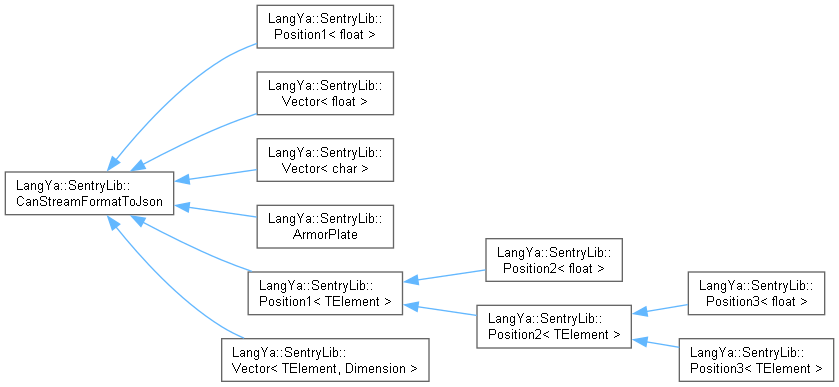 LangYa::SentryLib::
Position1< float >
LangYa::SentryLib::
Vector< float >
LangYa::SentryLib::
Vector< char >
LangYa::SentryLib::
CanStreamFormatToJson
LangYa::SentryLib::
ArmorPlate
LangYa::SentryLib::
Position1< TElement >
LangYa::SentryLib::
Position2< float >
LangYa::SentryLib::
Position2< TElement >
LangYa::SentryLib::
Position3< float >
LangYa::SentryLib::
Position3< TElement >
LangYa::SentryLib::
Vector< TElement, Dimension >